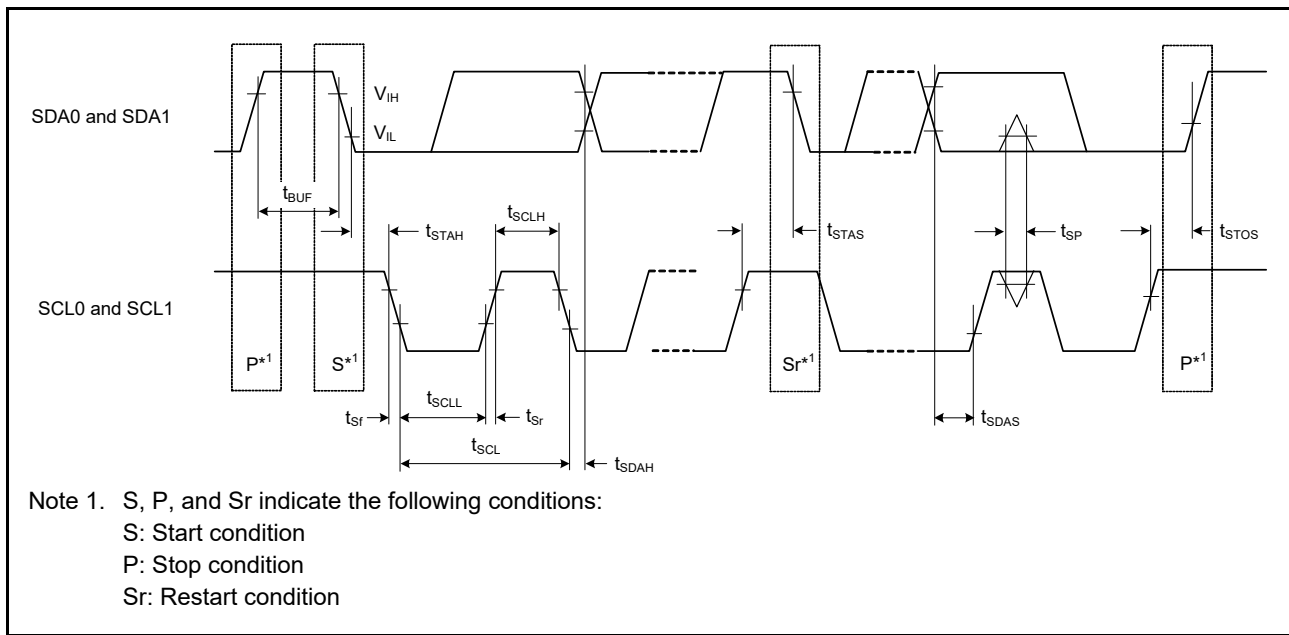 SDA0 and SDA1
VIH
VIL
tBUF
tSTAH
tSCLH
tSTAS
tSP
tSTOS
SCL0 and SCL1
P*1
S*1
Sr*1
P*1
tSf
tSCLL
tSr
tSCL
tSDAH
tSDAS
Note 1. S, P, and Sr indicate the following conditions:
S: Start condition
P: Stop condition
Sr: Restart condition